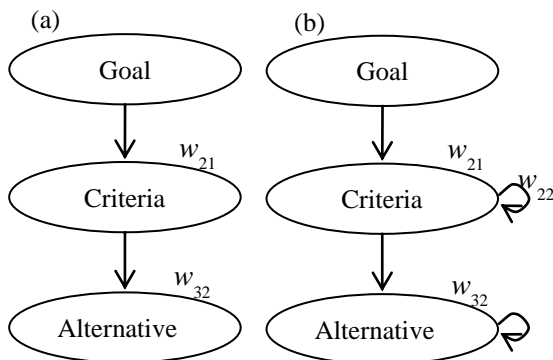 (a)
Goal
w21
Criteria
w32
Alternative
(b)
Goal
w21
Criteria
w22
w32
Alternative